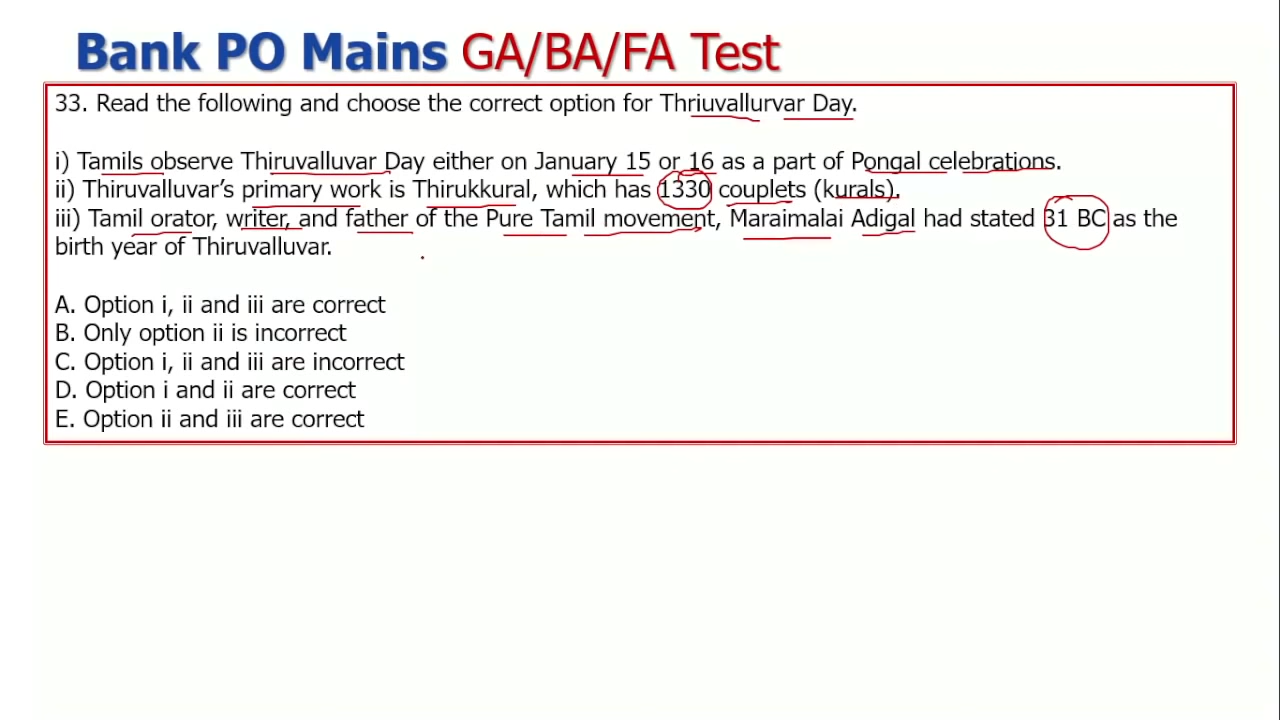 Bank PO Mains GA/BA/FA Test
33. Read the following and choose the correct option for Thriuvallurvar Day.
i) Tamils observe Thiruvalluvar Day either on January 15 or 16 as a part of Pongal celebrations.
ii) Thiruvalluvar’s primary work is Thirukkural, which has 1330 couplets (kurals).
iii) Tamil orator, writer, and father of the Pure Tamil movement, Maraimalai Adigal had stated 31 BC as the
birth year of Thiruvalluvar.
A. Option i, ii and iii are correct
B. Only option ii is incorrect
C. Option i, ii and iii are incorrect
D. Option i and ii are correct
E. Option ii and iii are correct